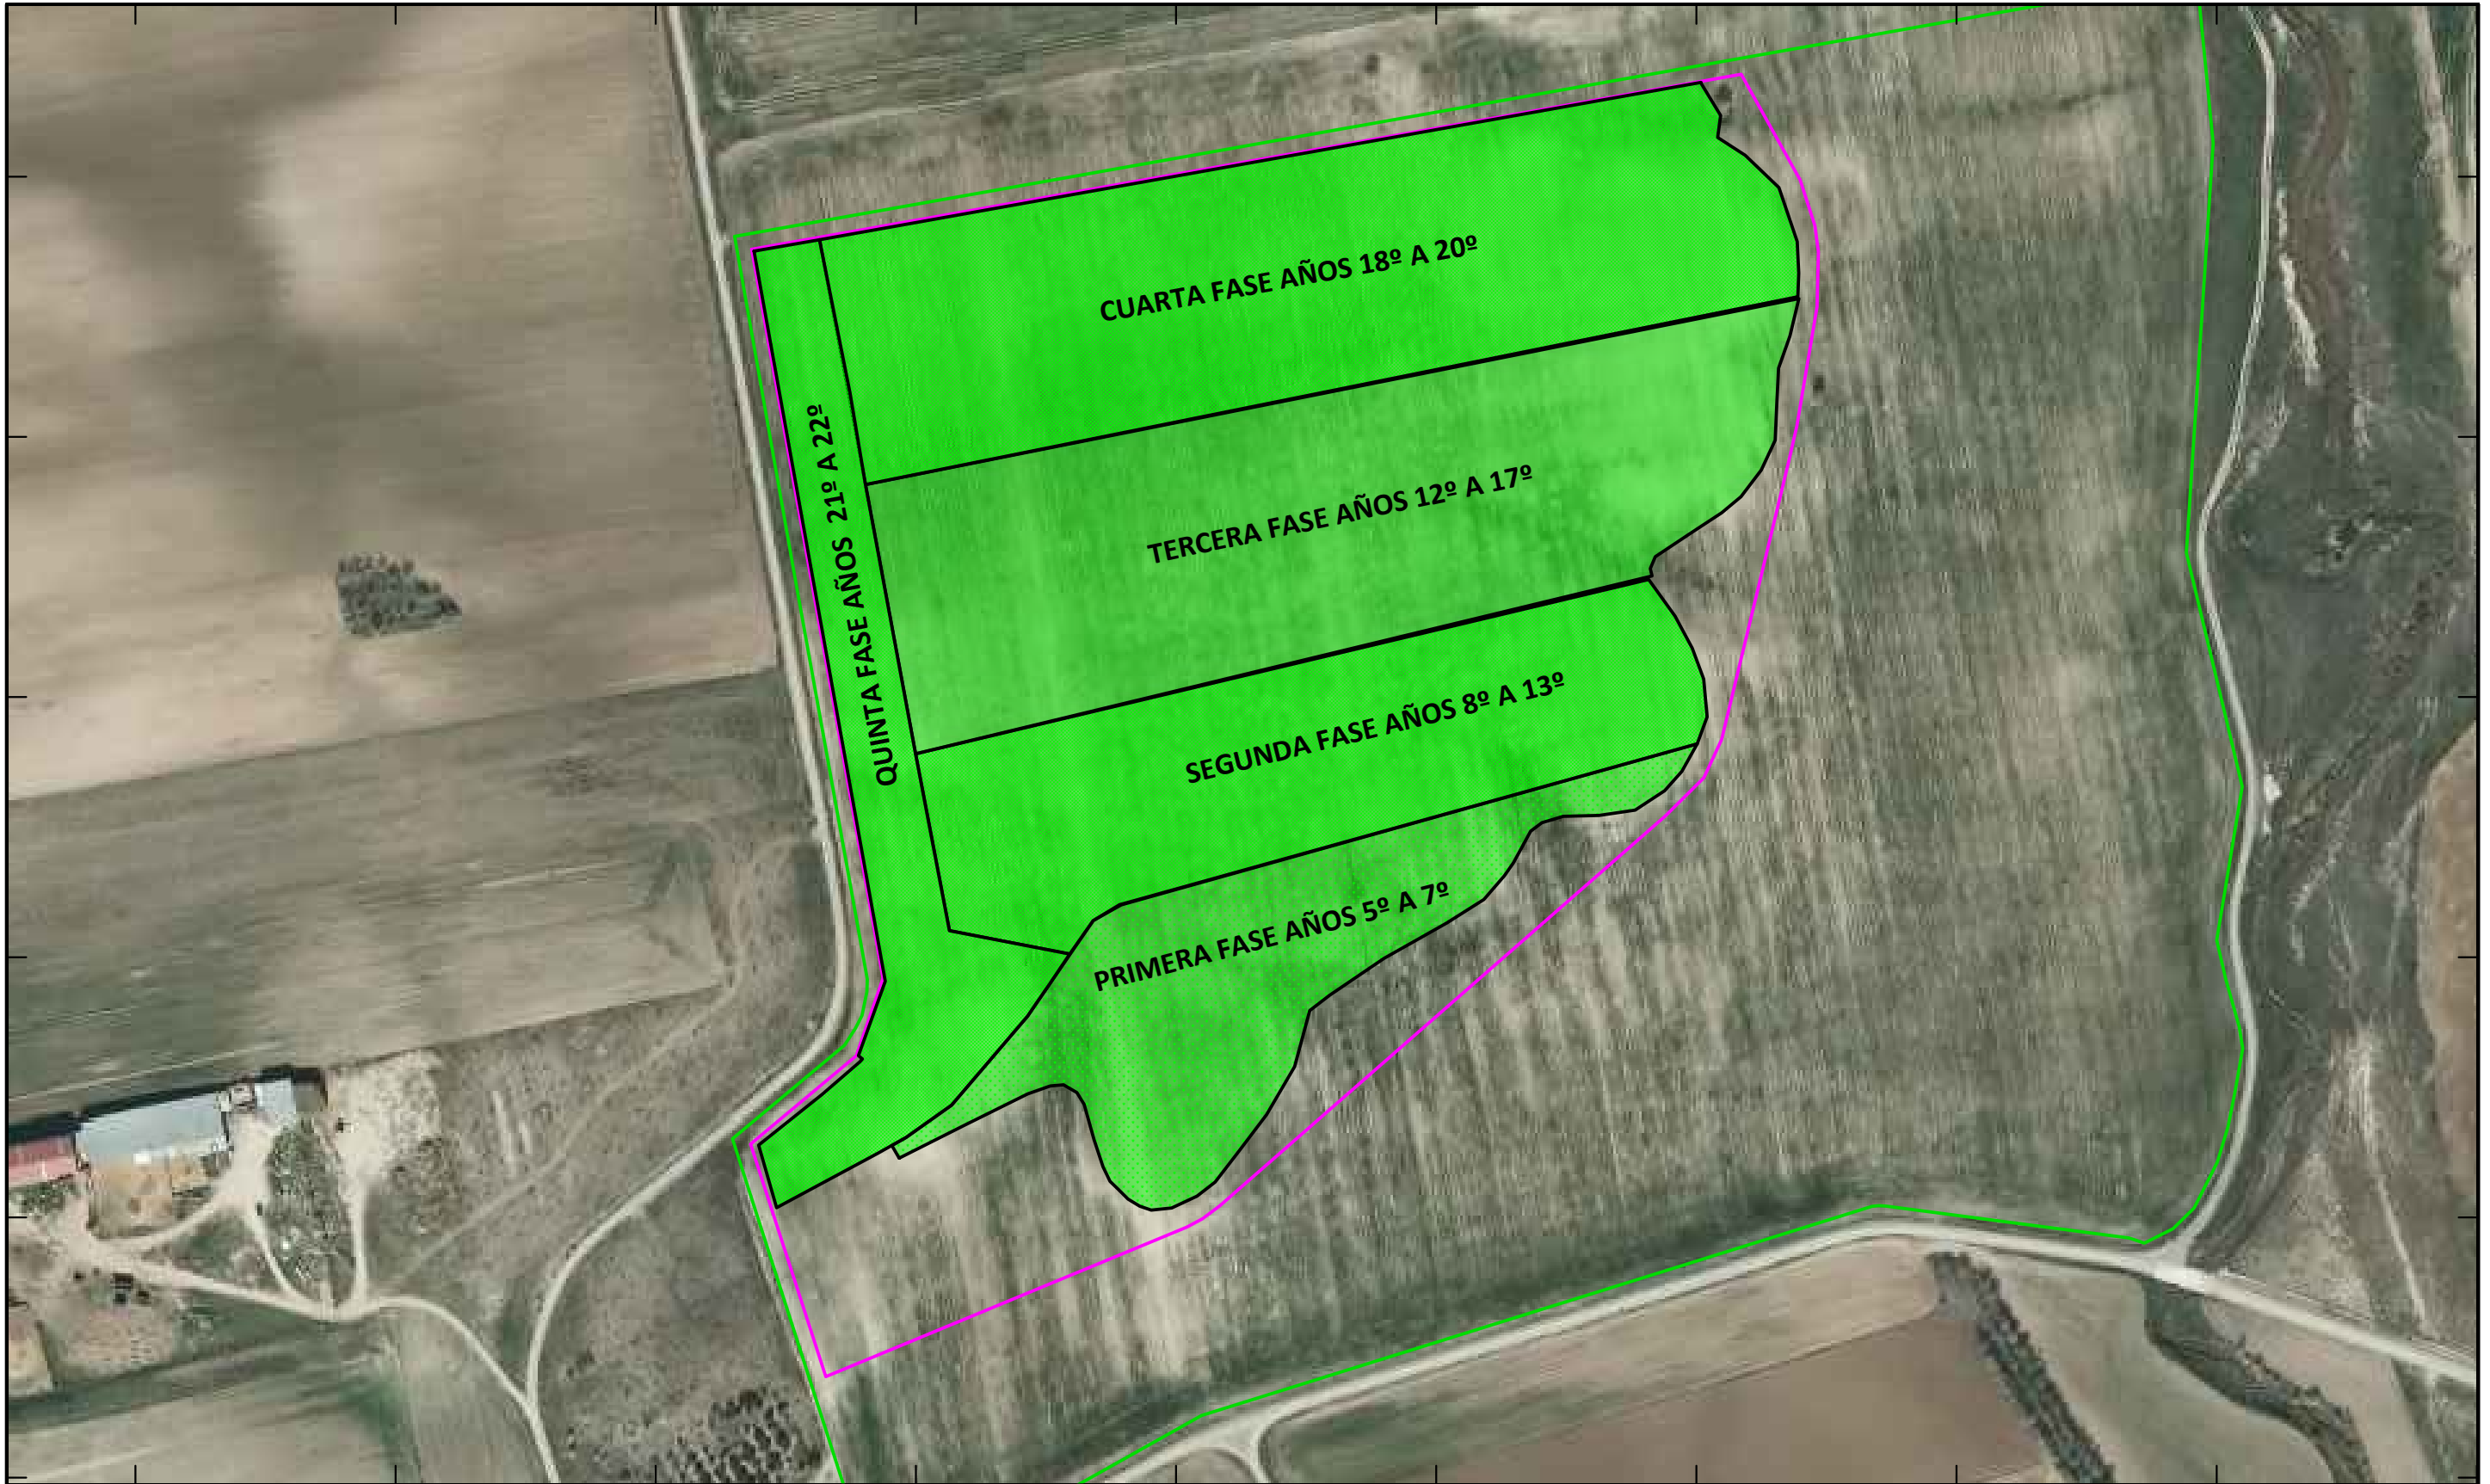 CUARTA FASE AÑOS 18º A 20º
TERCERA FASE AÑOS 12º A 17º
QUINTA FASE AÑOS 21º A 22º
SEGUNDA FASE AÑOS 8º A 13º
PRIMERA FASE AÑOS 5º A 7º